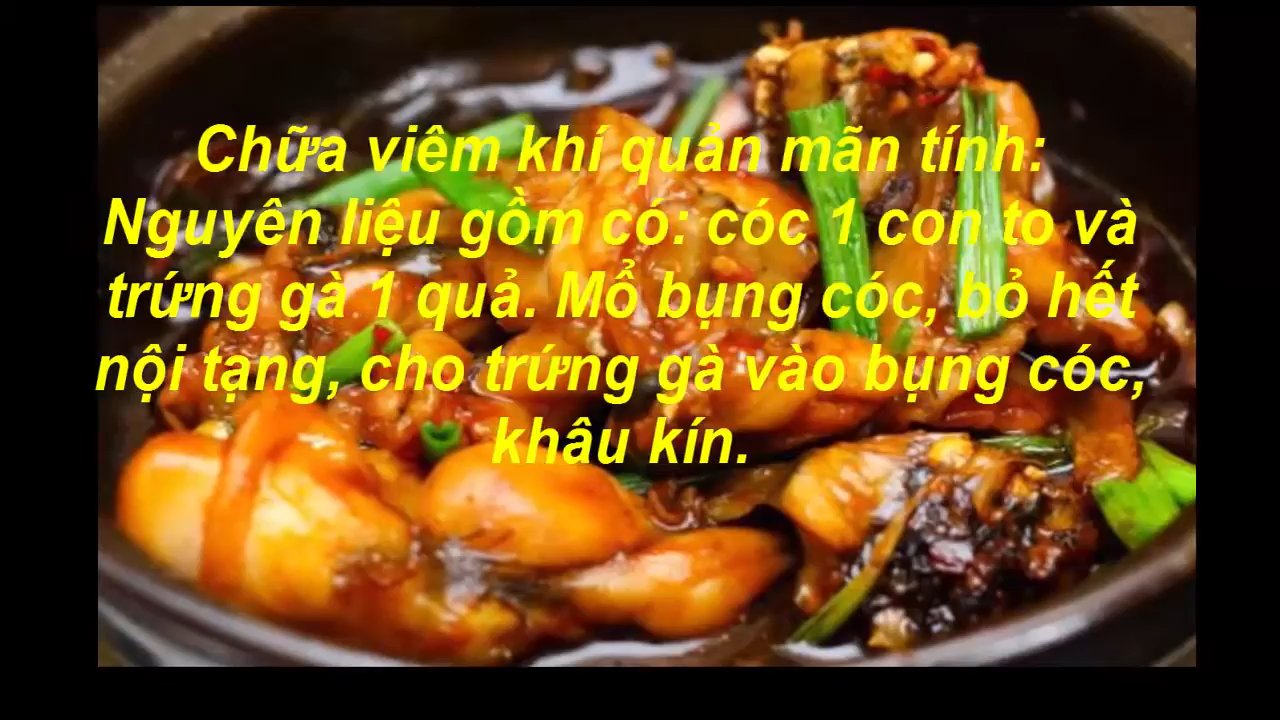 Chữa viêm khí quản mãn tính:
Nguyên liệu gồm có: cóc 1 con to và
trứng gà 1 quả. Mổ bụng cóc, bỏ hết
nội tạng, cho trứng gà vào bụng cóc,
khâu kín.